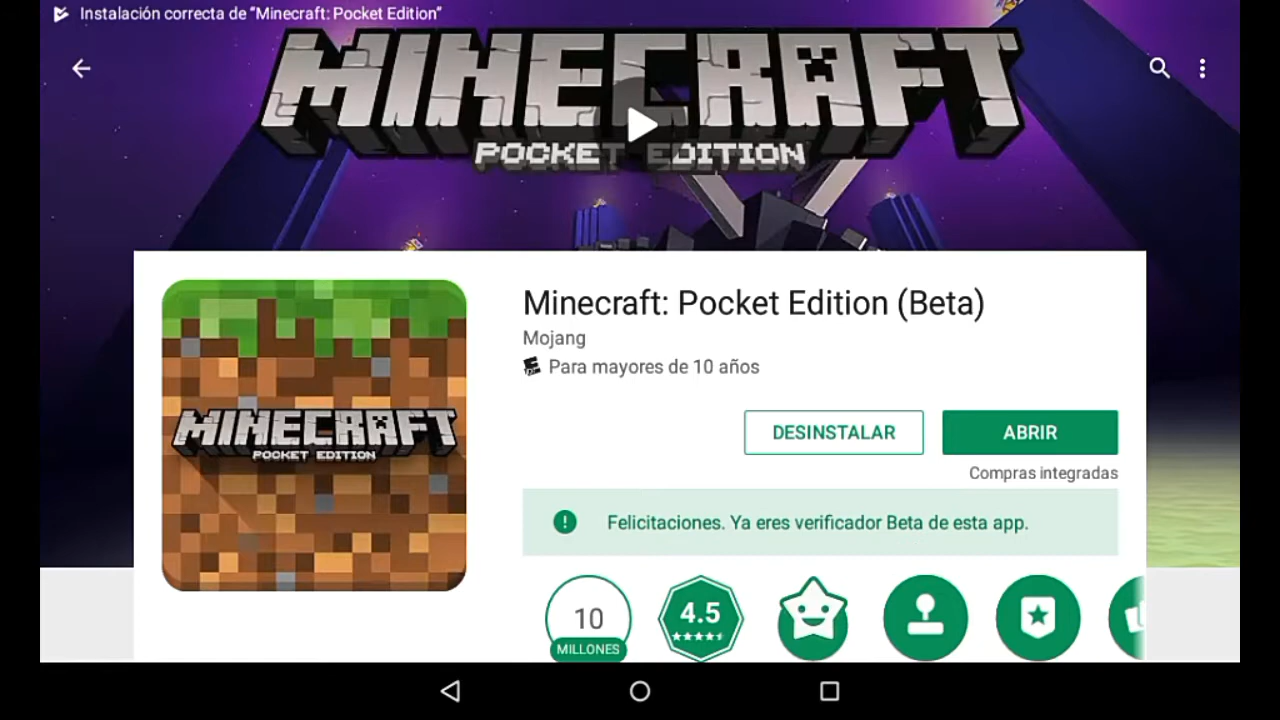 Instalación correcta de “Minecraft: Pocket Edition”
MINECRAFT
POCKET EDITION
Minecraft: Pocket Edition (Beta)
Mojang
Para mayores de 10 años
MINECRAFT
POCKET EDITION
DESINSTALAR
ABRIR
Compras integradas
Felicitaciones. Ya eres verificador Beta de esta app.
10
MILLONES
4.5